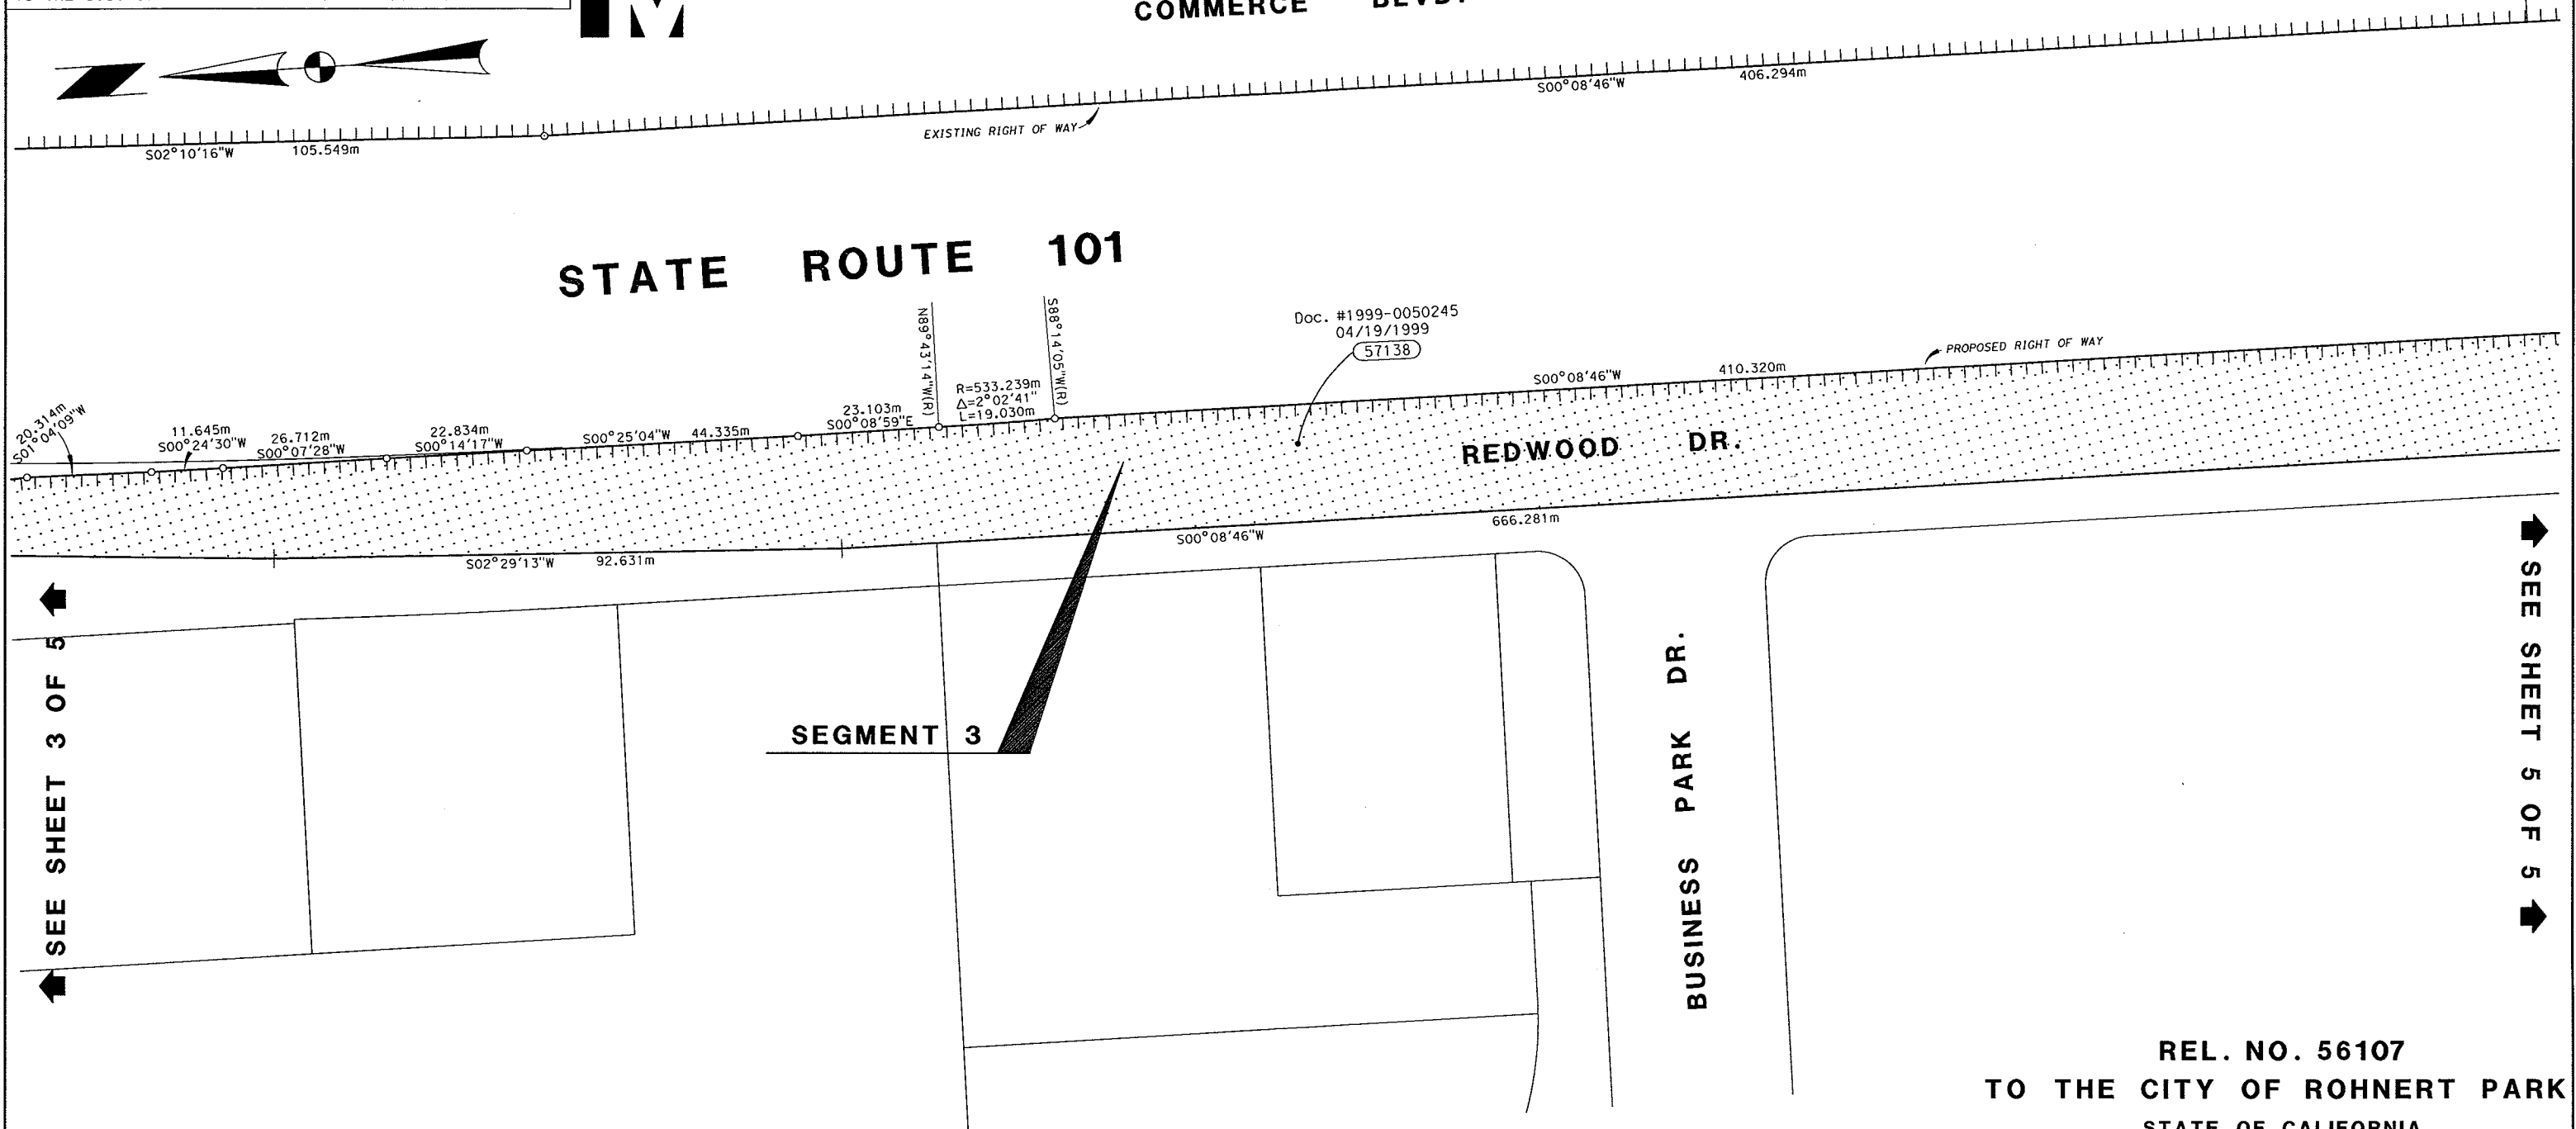 COMMERCE BLVD.
S00°08'46"W 406.294m
EXISTING RIGHT OF WAY
S02°10'16"W 105.549m
STATE ROUTE 101
N89°43'14"W(R)
S88°14'05"W(R)
Doc. #1999-0050245
04/19/1999
57138
PROPOSED RIGHT OF WAY
S00°08'46"W 410.320m
R=533.239m
Δ=2°02'41"
L=19.030m
23.103m
S00°08'59"E
S00°25'04"W 44.335m
22.834m
S00°14'17"W
26.712m
S00°07'28"W
11.645m
S00°24'30"W
20.314m
S01°04'09"W
REDWOOD DR.
666.281m
S00°08'46"W
S02°29'13"W 92.631m
SEE SHEET 3 OF 5
SEGMENT 3
BUSINESS PARK DR.
SEE SHEET 5 OF 5
REL. NO. 56107
TO THE CITY OF ROHNERT PARK
STATE OF CALIFORNIA